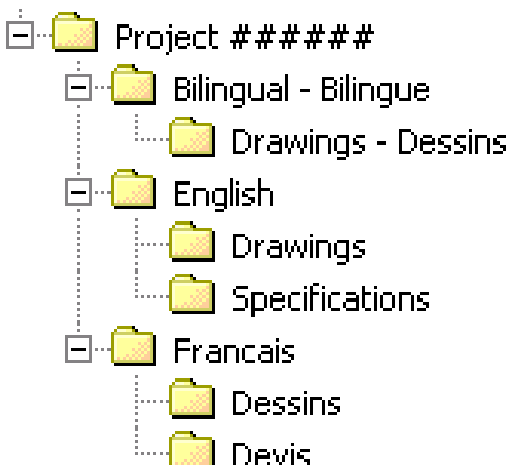 Project ######
Bilingual - Bilingue
Drawings - Dessins
English
Drawings
Specifications
Francais
Dessins
Devis